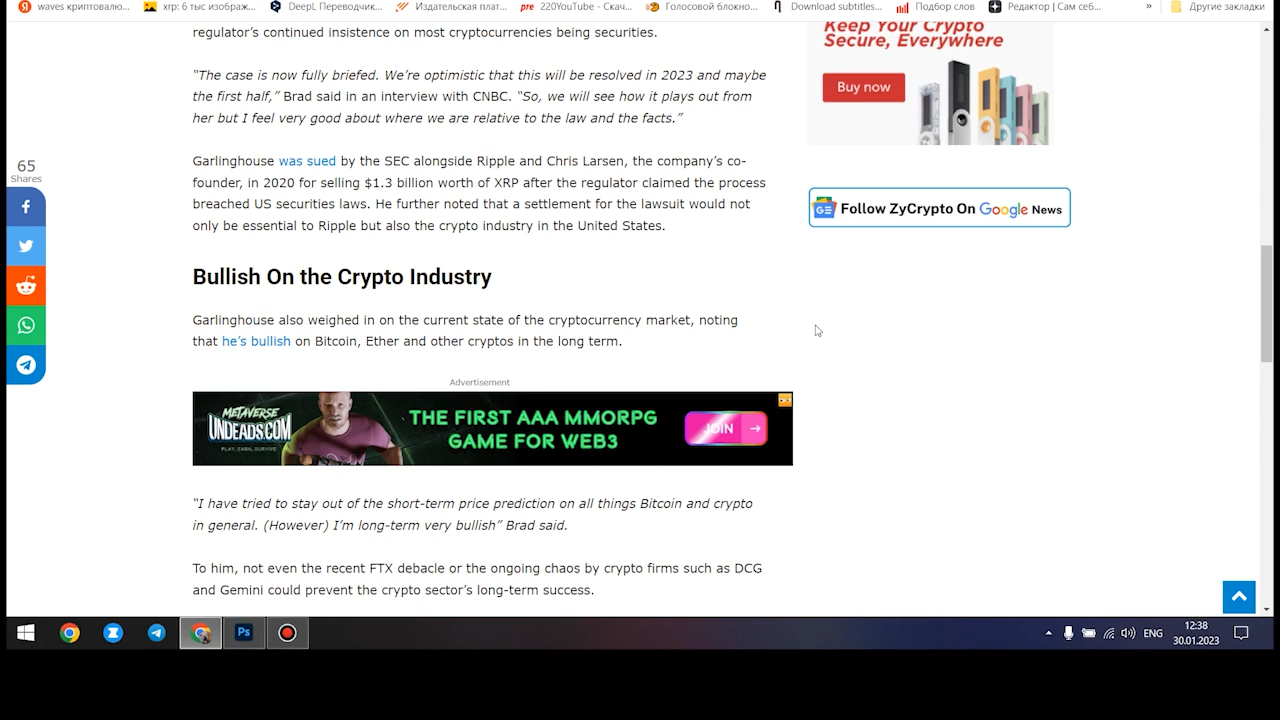 waves криптовалю...
xrp: 6 тыс изображ...
DeepL Переводчик...
Издательская плат...
pre 220YouTube - Скач...
Голосовой блокно...
Download subtitles...
Подбор слов
Редактор | Сам себ...
»
Другие закладки
regulator's continued insistence on most cryptocurrencies being securities.
Keep Your Crypto
Secure, Everywhere
Buy now
“The case is now fully briefed. We’re optimistic that this will be resolved in 2023 and maybe
the first half,” Brad said in an interview with CNBC. “So, we will see how it plays out from
her but I feel very good about where we are relative to the law and the facts.”
65
Shares
Garlinghouse was sued by the SEC alongside Ripple and Chris Larsen, the company’s co-
founder, in 2020 for selling $1.3 billion worth of XRP after the regulator claimed the process
breached US securities laws. He further noted that a settlement for the lawsuit would not
only be essential to Ripple but also the crypto industry in the United States.
GE Follow ZyCrypto On Google News
Bullish On the Crypto Industry
Garlinghouse also weighed in on the current state of the cryptocurrency market, noting
that he’s bullish on Bitcoin, Ether and other cryptos in the long term.
Advertisement
METAVERSE
UNDEADS.COM
PLAY, EARN, SURVIVE
THE FIRST AAA MMORPG
GAME FOR WEB3
JOIN
“I have tried to stay out of the short-term price prediction on all things Bitcoin and crypto
in general. (However) I’m long-term very bullish” Brad said.
To him, not even the recent FTX debacle or the ongoing chaos by crypto firms such as DCG
and Gemini could prevent the crypto sector’s long-term success.
Ps
ENG
12:38
30.01.2023